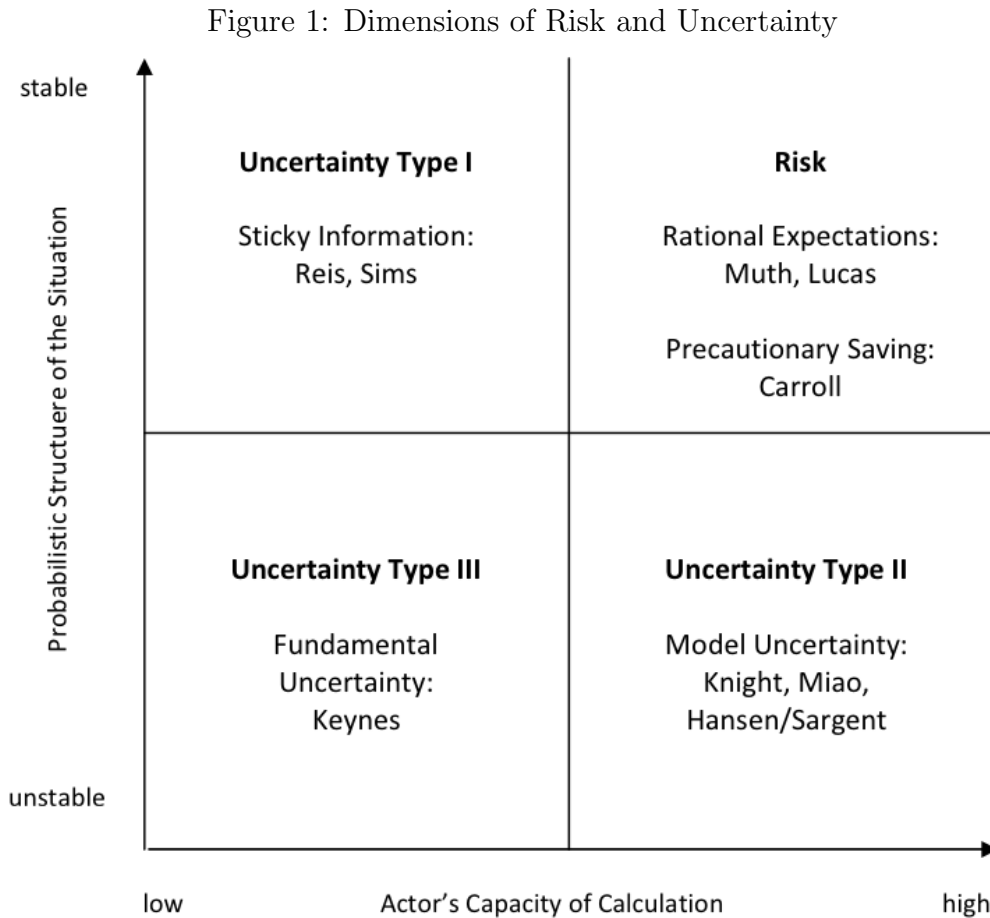 Figure 1: Dimensions of Risk and Uncertainty
stable
Uncertainty Type I
Sticky Information:
Reis, Sims
Risk
Rational Expectations:
Muth, Lucas
Precautionary Saving:
Carroll
Probabilistic Structuere of the Situation
Uncertainty Type III
Fundamental
Uncertainty:
Keynes
Uncertainty Type II
Model Uncertainty:
Knight, Miao,
Hansen/Sargent
unstable
low
Actor’s Capacity of Calculation
high